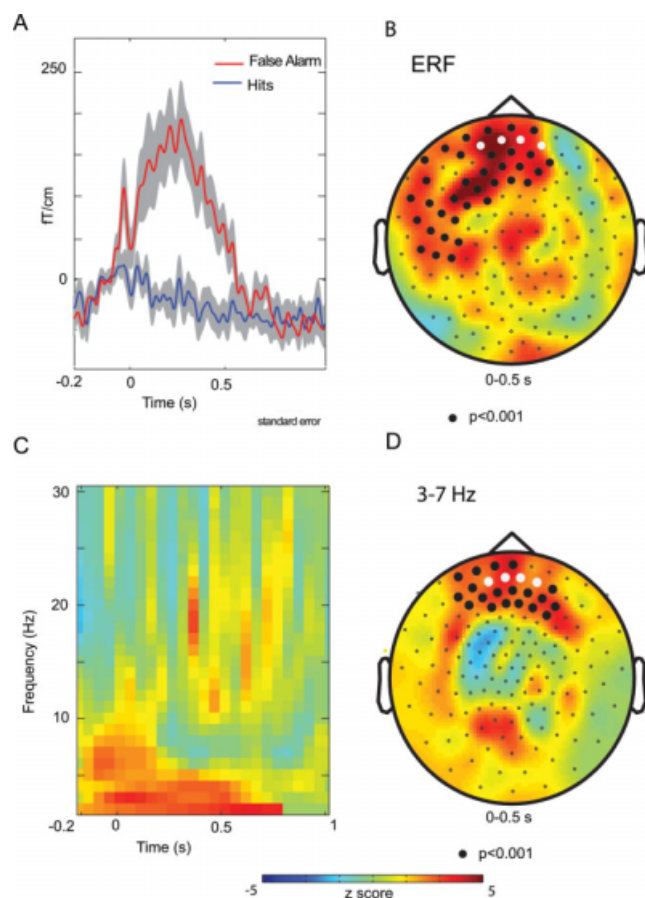 A
250
False Alarm
Hits
fT/cm
0
-0.2
0
0.5
Time (s)
standard error
B
ERF
0-0.5 s
p<0.001
C
30
20
10
Frequency (Hz)
-0.2
0
0.5
1
Time (s)
D
3-7 Hz
0-0.5 s
p<0.001
-5
z score
5